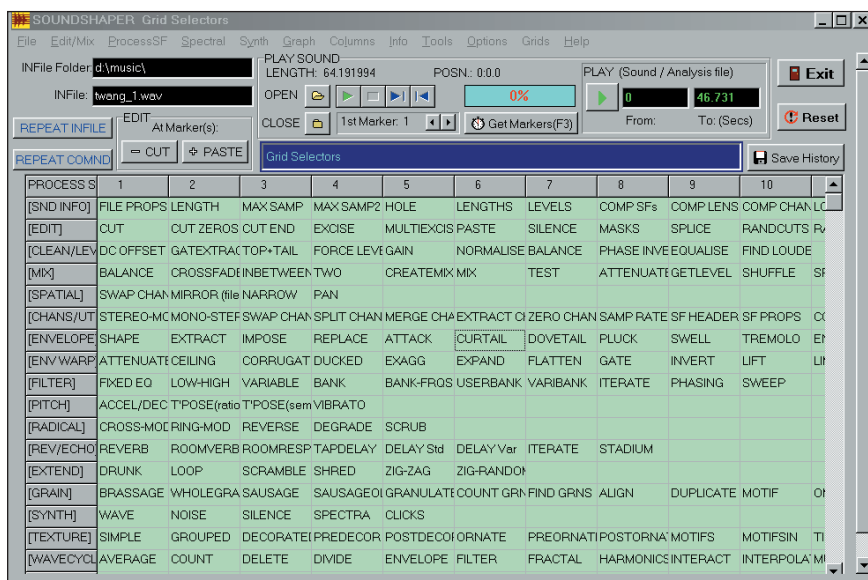 SOUNDSHAPER Grid Selectors
File Edit/Mix ProcessSF Spectral Synth Graph Columns Info Tools Options Grids Help
INFile Folder: d:\music\
INFile: twang_1.wav
REPEAT INFILE
REPEAT COMND
EDIT
At Marker(s):
CUT PASTE
PLAY SOUND
LENGTH: 64.191994 POSN.: 0:0.0
OPEN 0%
CLOSE 1st Marker: 1 Get Markers(F3)
PLAY (Sound / Analysis file)
0 46.731
From: To: (Secs)
Exit
Reset
Grid Selectors
Save History
PROCESS S 1 2 3 4 5 6 7 8 9 10
[SND INFO] FILE PROPS LENGTH MAX SAMP MAX SAMP2 HOLE LENGTHS LEVELS COMP SFs COMP LENS COMP CHAN LO
[EDIT] CUT CUT ZEROS CUT END EXCISE MULTIEXCIS PASTE SILENCE MASKS SPLICE RANDCUTS RA
[CLEAN/LEV DC OFFSET GATEXTRAC TOP+TAIL FORCE LEVE GAIN NORMALISE BALANCE PHASE INVE EQUALISE FIND LOUDE
[MIX] BALANCE CROSSFADE INBETWEEN TWO CREATEMIX MIX TEST ATTENUATE GETLEVEL SHUFFLE SP
[SPATIAL] SWAP CHAN MIRROR (file NARROW PAN
[CHANS/UT STEREO-MO MONO-STEF SWAP CHAN SPLIT CHAN MERGE CHA EXTRACT CH ZERO CHAN SAMP RATE SF HEADER SF PROPS CO
[ENVELOPE SHAPE EXTRACT IMPOSE REPLACE ATTACK CURTAIL DOVETAIL PLUCK SWELL TREMOLO EN
[ENV WARP ATTENUATE CEILING CORRUGAT DUCKED EXAGG EXPAND FLATTEN GATE INVERT LIFT LIM
[FILTER] FIXED EQ LOW-HIGH VARIABLE BANK BANK-FRQS USERBANK VARIBANK ITERATE PHASING SWEEP
[PITCH] ACCEL/DEC T'POSE(ratio T'POSE(sem VIBRATO
[RADICAL] CROSS-MOD RING-MOD REVERSE DEGRADE SCRUB
[REV/ECHO REVERB ROOMVERB ROOMRESP TAPDELAY DELAY Std DELAY Var ITERATE STADIUM
[EXTEND] DRUNK LOOP SCRAMBLE SHRED ZIG-ZAG ZIG-RANDOM
[GRAIN] BRASSAGE WHOLEGRA SAUSAGE SAUSAGEOI GRANULATE COUNT GRN FIND GRNS ALIGN DUPLICATE MOTIF
[SYNTH] WAVE NOISE SILENCE SPECTRA CLICKS
[TEXTURE] SIMPLE GROUPED DECORATEI PREDECOR POSTDECOI ORNATE PREORNATI POSTORNA MOTIFS MOTIFSIN TI
[WAVECYCL AVERAGE COUNT DELETE DIVIDE ENVELOPE FILTER FRACTAL HARMONICS INTERACT INTERPOLA